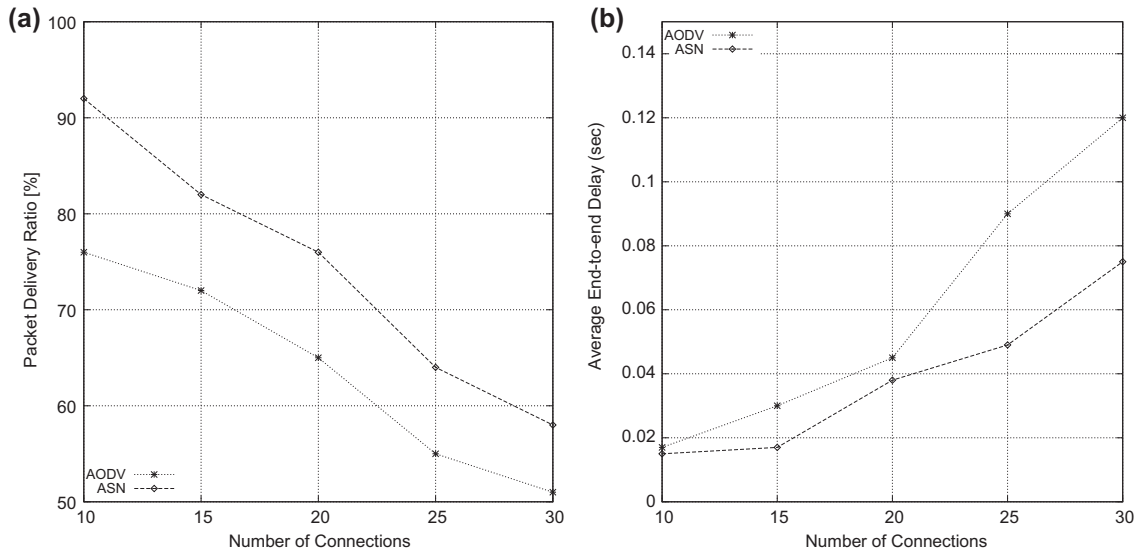 (a)
100
90
80
70
60
50
Packet Delivery Ratio [%]
AODV
ASN
10 15 20 25 30
Number of Connections
(b)
AODV
ASN
0.14
0.12
0.1
0.08
0.06
0.04
0.02
0
Average End-to-end Delay (sec)
10 15 20 25 30
Number of Connections